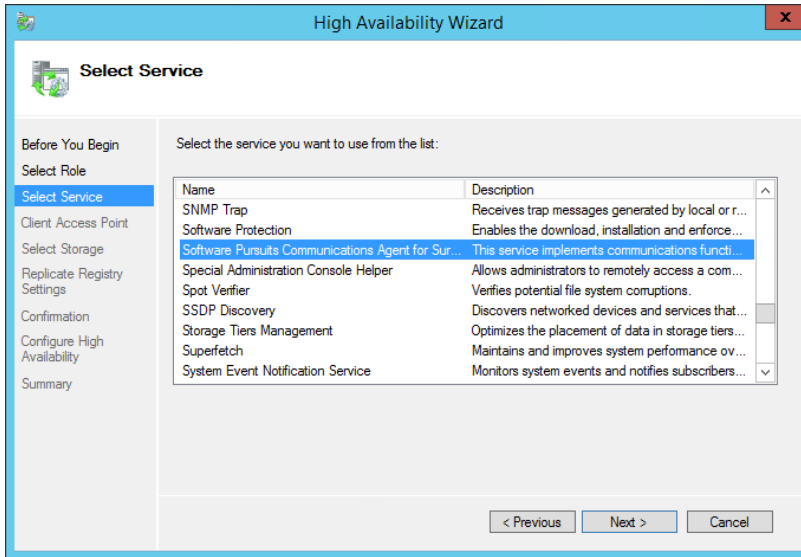 High Availability Wizard
x
Select Service
Before You Begin
Select Role
Select Service
Client Access Point
Select Storage
Replicate Registry
Settings
Confirmation
Configure High
Availability
Summary
Select the service you want to use from the list:
Name Description
SNMP Trap Receives trap messages generated by local or r...
Software Protection Enables the download, installation and enforce...
Software Pursuits Communications Agent for Sur... This service implements communications functi...
Special Administration Console Helper Allows administrators to remotely access a com...
Spot Verifier Verifies potential file system corruptions.
SSDP Discovery Discovers networked devices and services that...
Storage Tiers Management Optimizes the placement of data in storage tiers...
Superfetch Maintains and improves system performance ov...
System Event Notification Service Monitors system events and notifies subscribers...
< Previous Next > Cancel